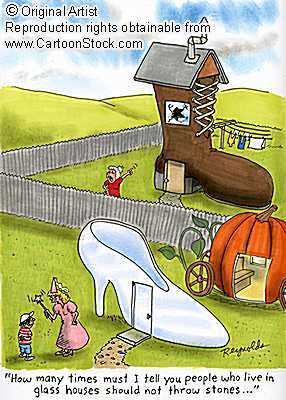 © Original Artist
Reproduction rights obtainable from
www.CartoonStock.com
Reynolds
"How many times must I tell you people who live in
glass houses should not throw stones..."